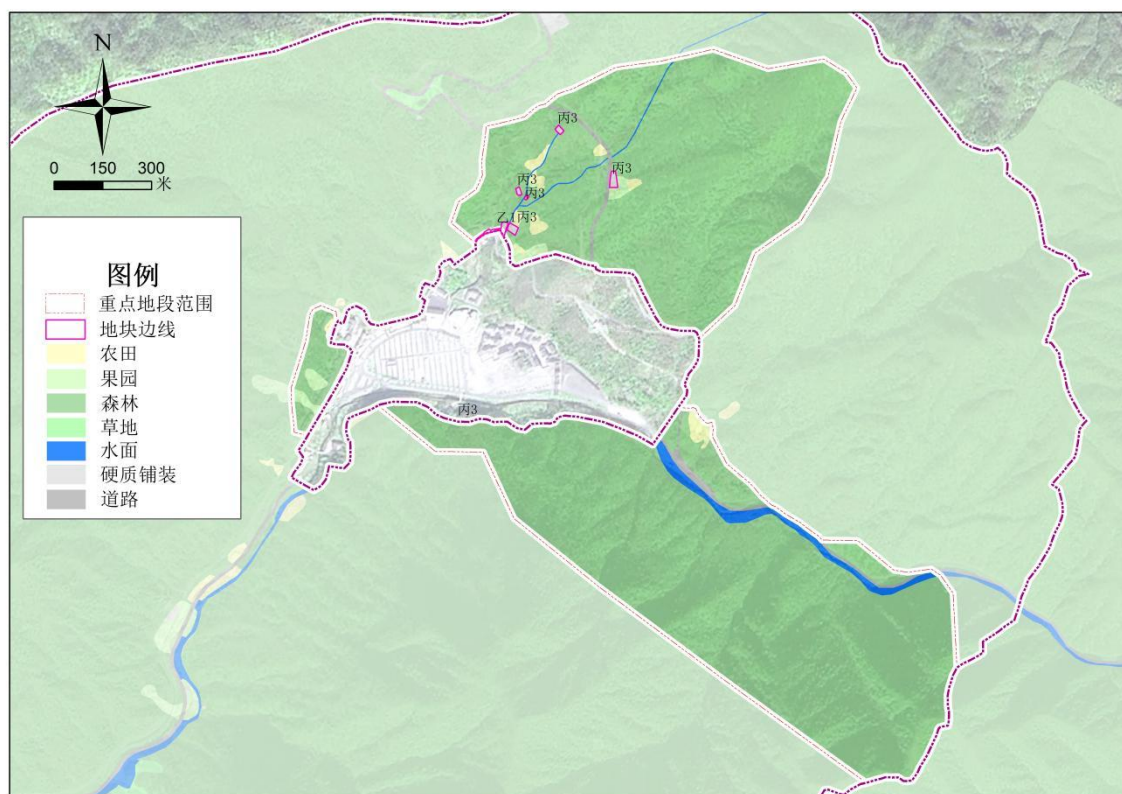 N
0 150 300
米
图例
重点地段范围
地块边线
农田
果园
森林
草地
水面
硬质铺装
道路
丙3
丙3
丙3
丙3
乙1丙3
丙3